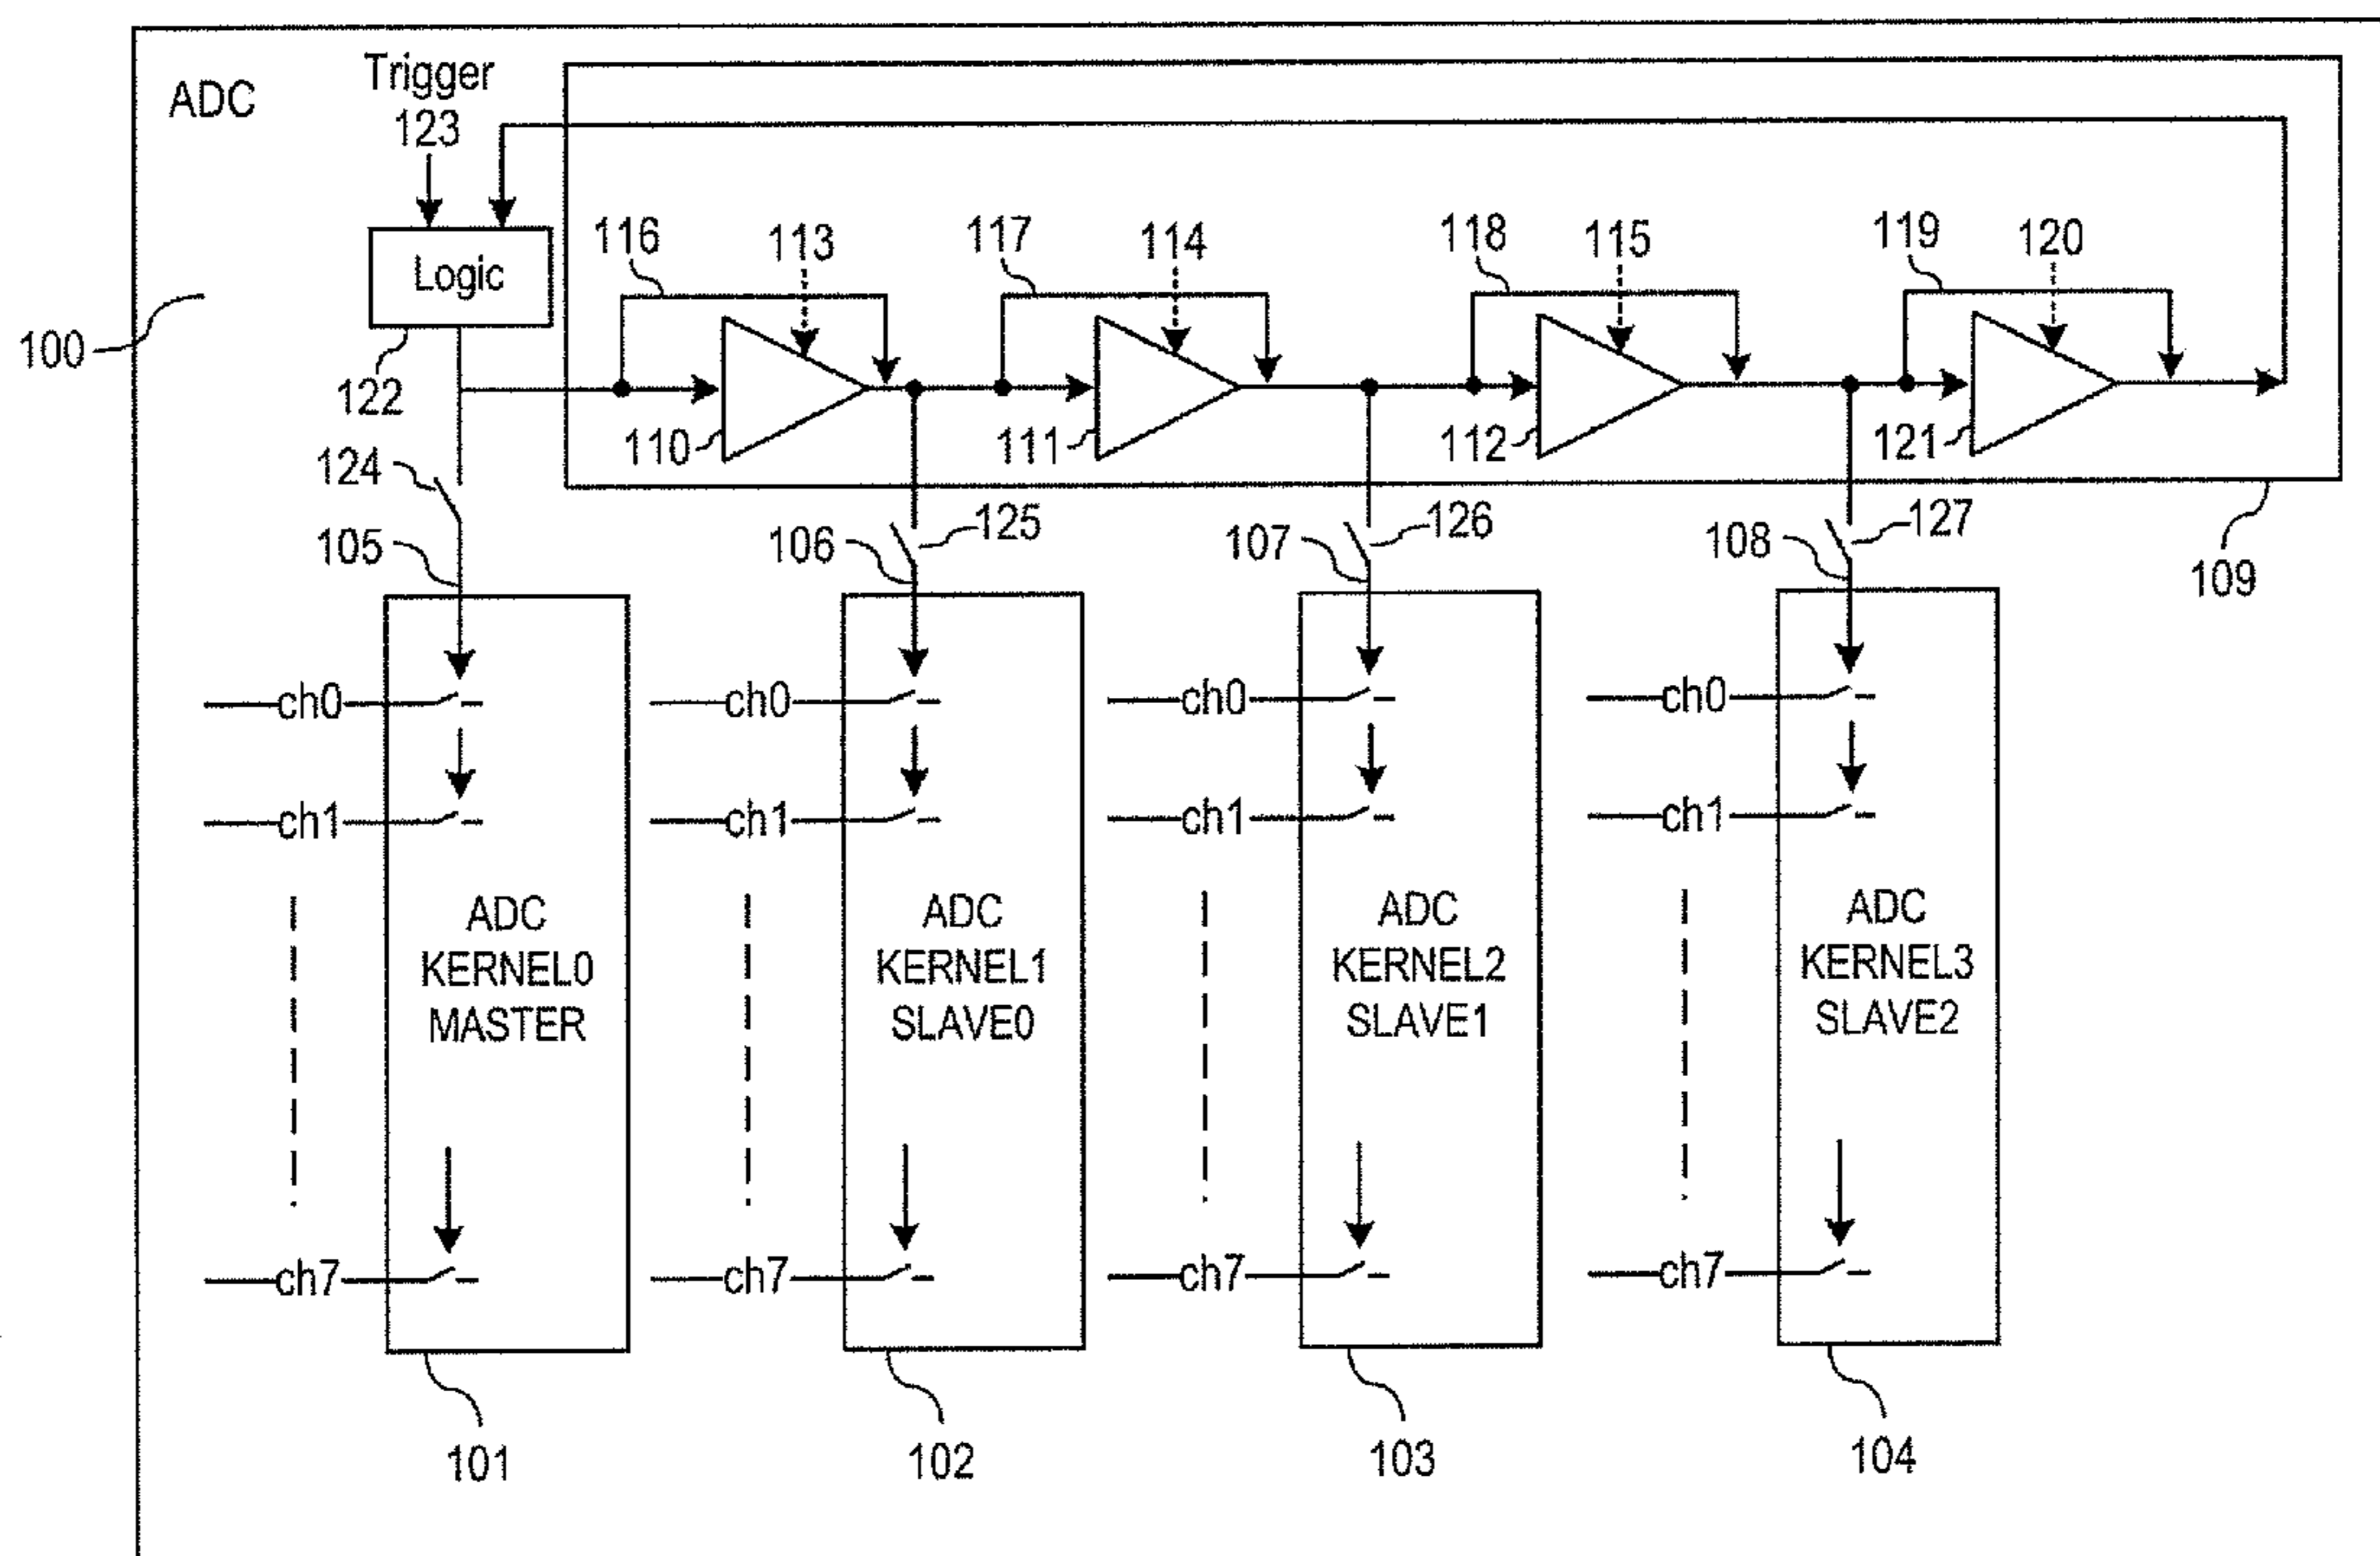 ADC
Trigger
123
Logic
100
122
116
113
117
114
118
115
119
120
110
111
112
121
124
105
106
125
107
126
108
127
109
ch0
ch0
ch0
ch0
ch1
ch1
ch1
ch1
ADC
KERNEL0
MASTER
ADC
KERNEL1
SLAVE0
ADC
KERNEL2
SLAVE1
ADC
KERNEL3
SLAVE2
ch7
ch7
ch7
ch7
101
102
103
104